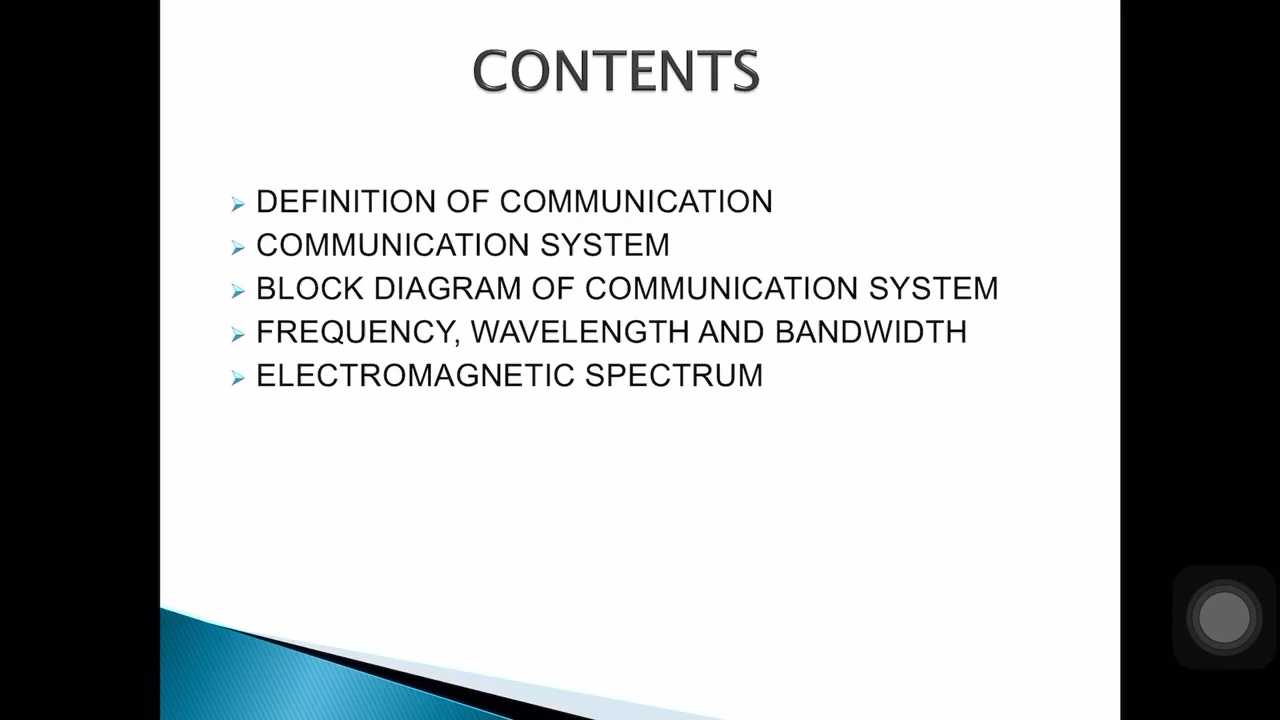 CONTENTS
DEFINITION OF COMMUNICATION
COMMUNICATION SYSTEM
BLOCK DIAGRAM OF COMMUNICATION SYSTEM
FREQUENCY, WAVELENGTH AND BANDWIDTH
ELECTROMAGNETIC SPECTRUM